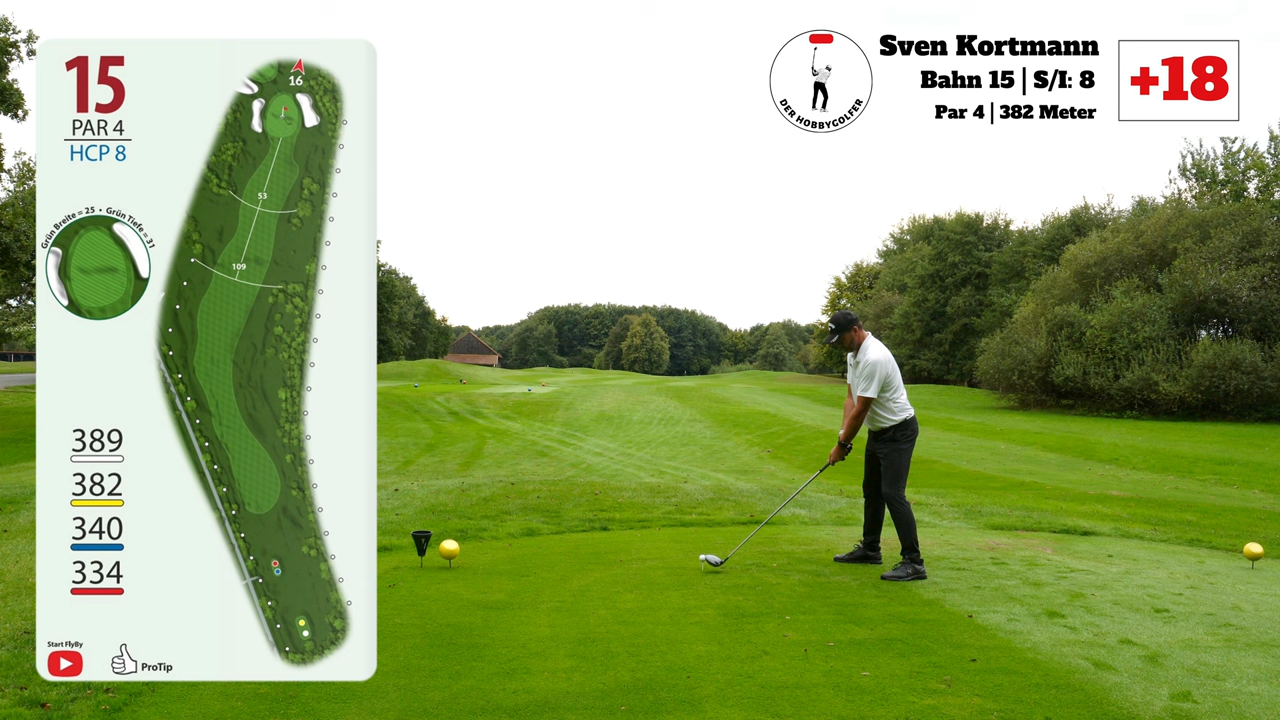 15
PAR 4
HCP 8
16
53
109
Grün Breite = 25 • Grün Tiefe = 31
389
382
340
334
Start FlyBy
ProTip
DER HOBBYGOLFER
Sven Kortmann
Bahn 15 | S/I: 8
Par 4 | 382 Meter
+18